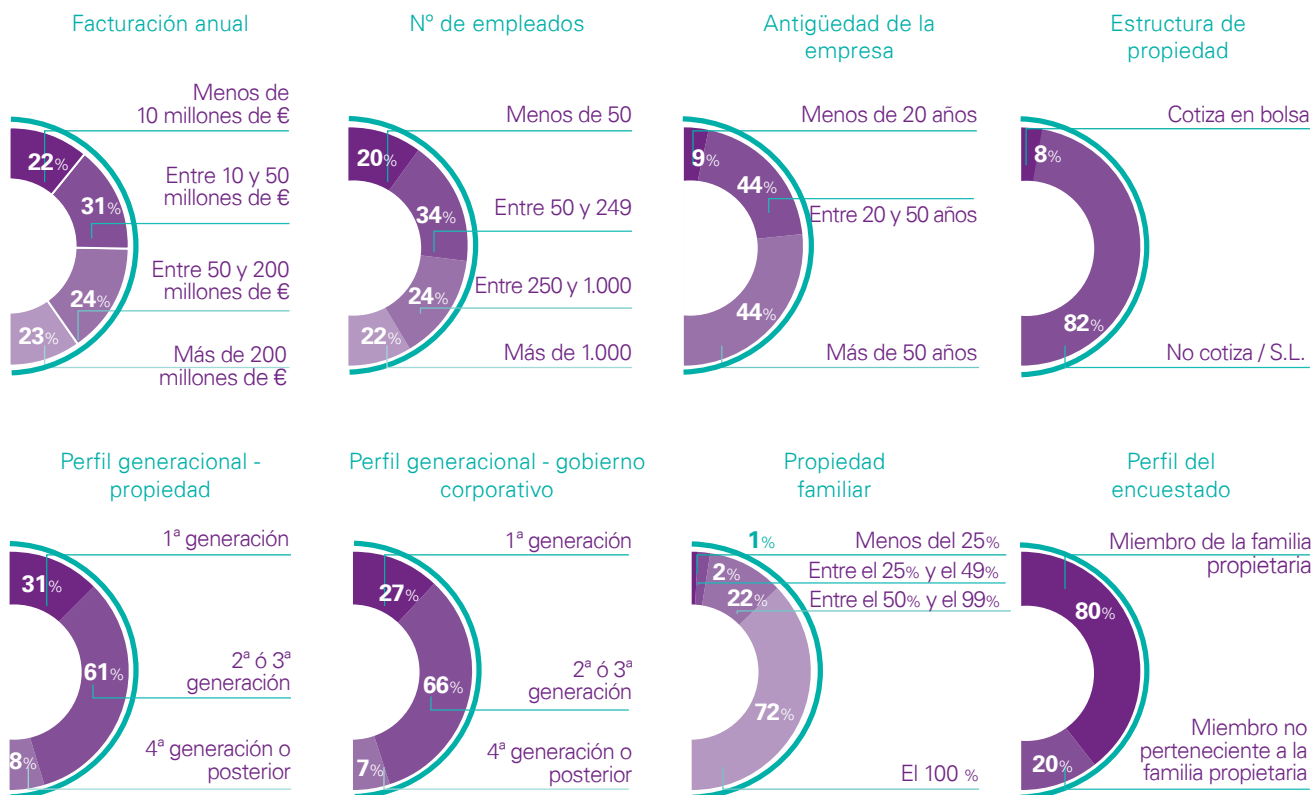 Facturación anual
Menos de
10 millones de €
22%
Entre 10 y 50
millones de €
31%
Entre 50 y 200
millones de €
24%
23%
Más de 200
millones de €
Nº de empleados
Menos de 50
20%
Entre 50 y 249
34%
Entre 250 y 1.000
24%
22%
Más de 1.000
Antigüedad de la
empresa
Menos de 20 años
9%
44%
Entre 20 y 50 años
44%
Más de 50 años
Estructura de
propiedad
Cotiza en bolsa
8%
82%
No cotiza / S.L.
Perfil generacional -
propiedad
1ª generación
31%
2ª ó 3ª
generación
61%
4ª generación o
posterior
8%
Perfil generacional - gobierno
corporativo
1ª generación
27%
2ª ó 3ª
generación
66%
4ª generación o
posterior
7%
Propiedad
familiar
1%
Menos del 25%
2%
Entre el 25% y el 49%
22%
Entre el 50% y el 99%
72%
El 100 %
Perfil del
encuestado
Miembro de la familia
propietaria
80%
Miembro no
perteneciente a la
familia propietaria
20%